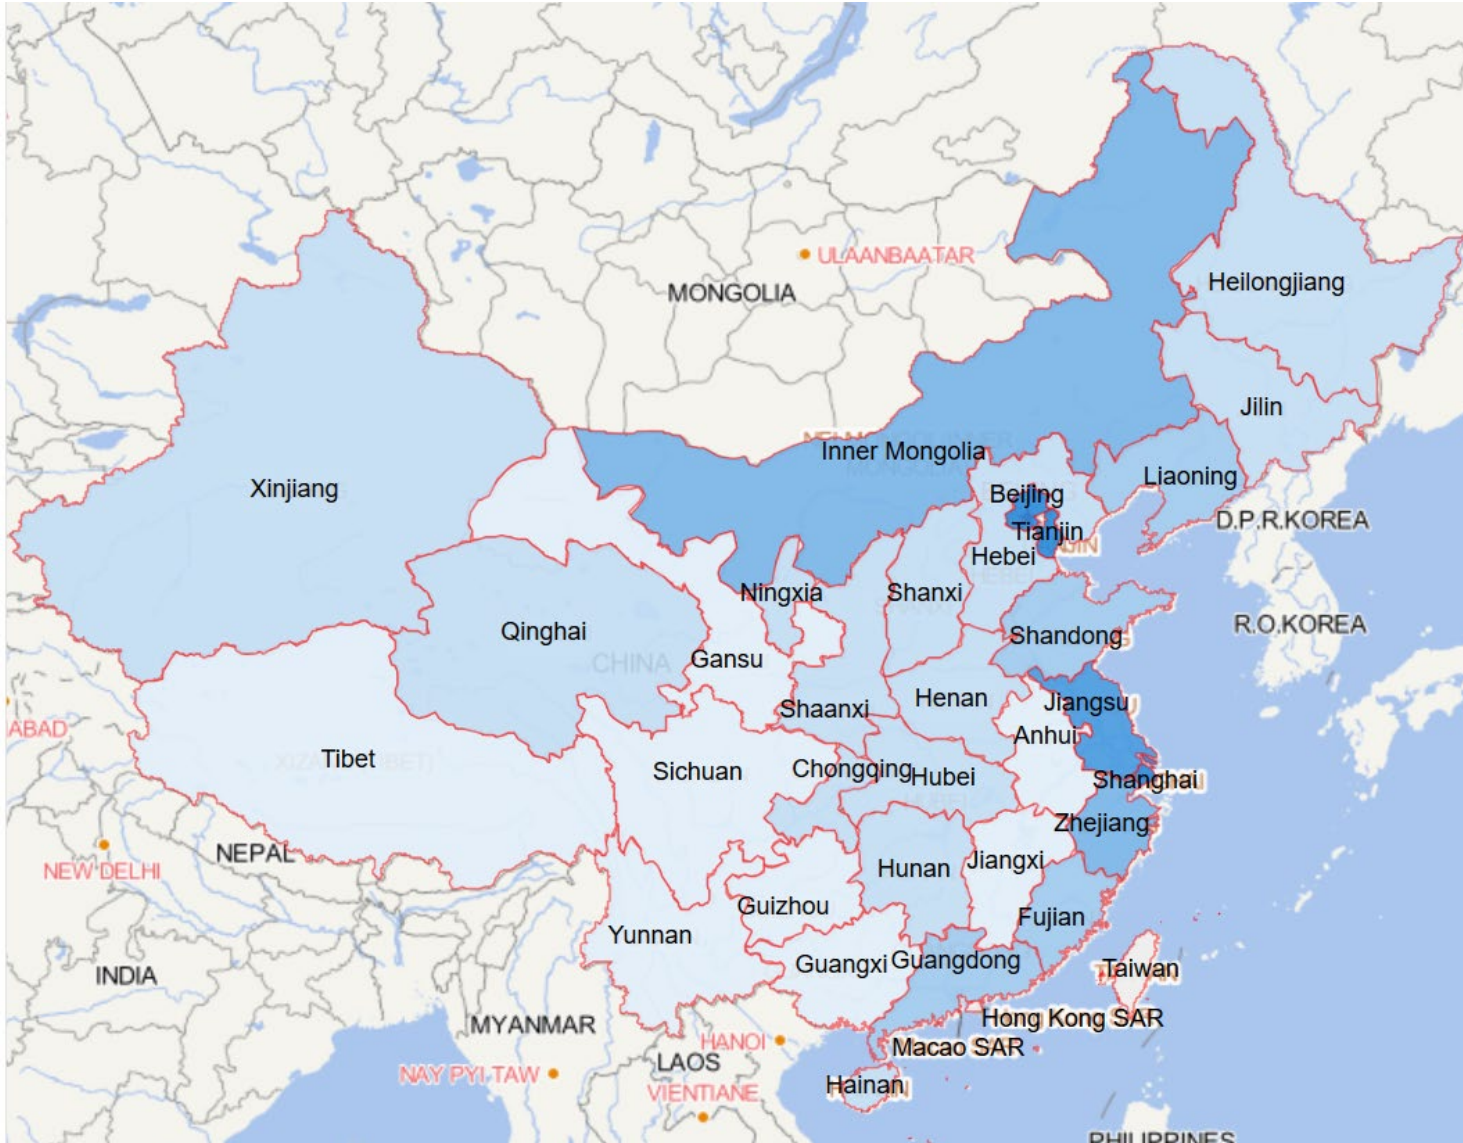 ULAANBAATAR
MONGOLIA
Heilongjiang
Jilin
Inner Mongolia
Liaoning
Xinjiang
Beijing
D.P.R.KOREA
Tianjin
Hebei
Ningxia
Shanxi
R.O.KOREA
Qinghai
Shandong
CHINA
Gansu
Henan
Jiangsu
Shaanxi
ABAD
Anhui
Tibet
Sichuan
Chongqing
Hubei
Shanghai
Zhejiang
NEPAL
NEW DELHI
Hunan
Jiangxi
Guizhou
Fujian
Yunnan
Guangxi
Guangdong
Taiwan
INDIA
Hong Kong SAR
MYANMAR
HANOI
Macao SAR
LAOS
NAY PYI TAW
Hainan
VIENTIANE
PHILIPPINES